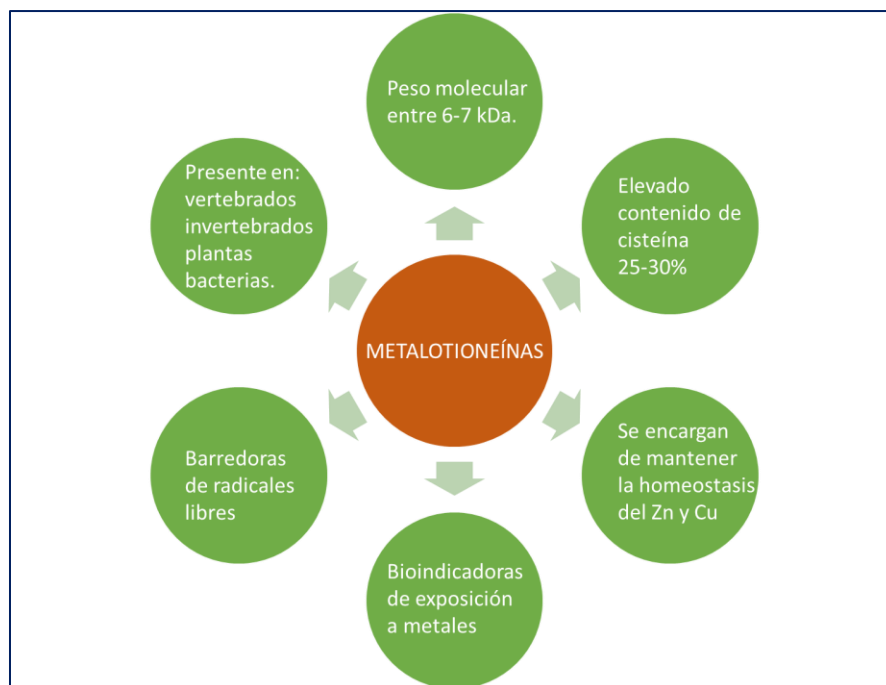 Peso molecular
entre 6-7 kDa.
Elevado
contenido de
cisteína
25-30%
Se encargan
de mantener
la homeostasis
del Zn y Cu
Bioindicadoras
de exposición
a metales
Barredoras
de radicales
libres
Presente en:
vertebrados
invertebrados
plantas
bacterias.
METALOTIONEÍNAS